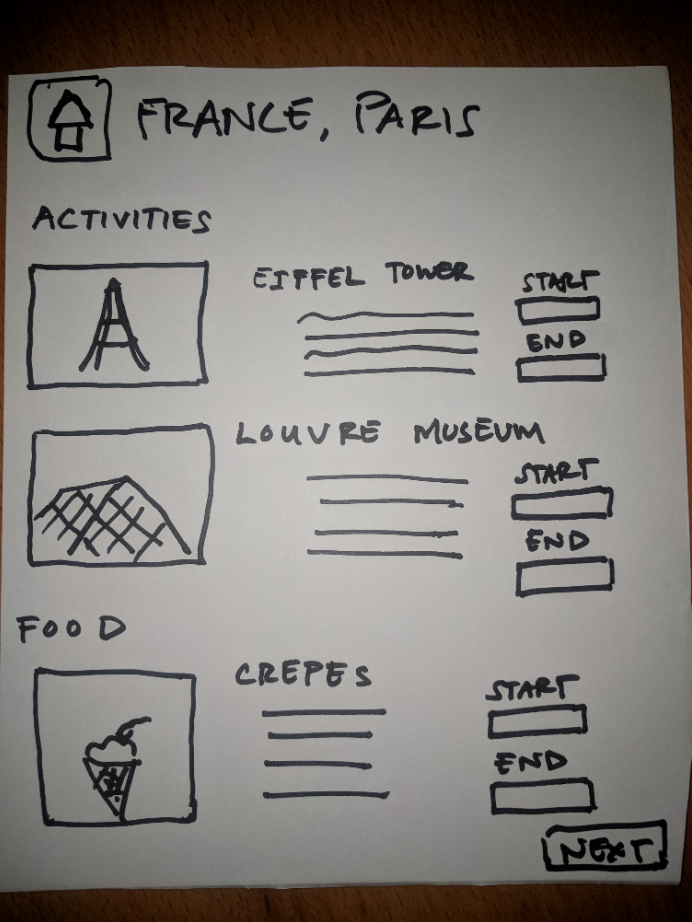 FRANCE, PARIS
ACTIVITIES
EIFFEL TOWER
START
END
LOUVRE MUSEUM
START
END
FOOD
CREPES
START
END
NEXT